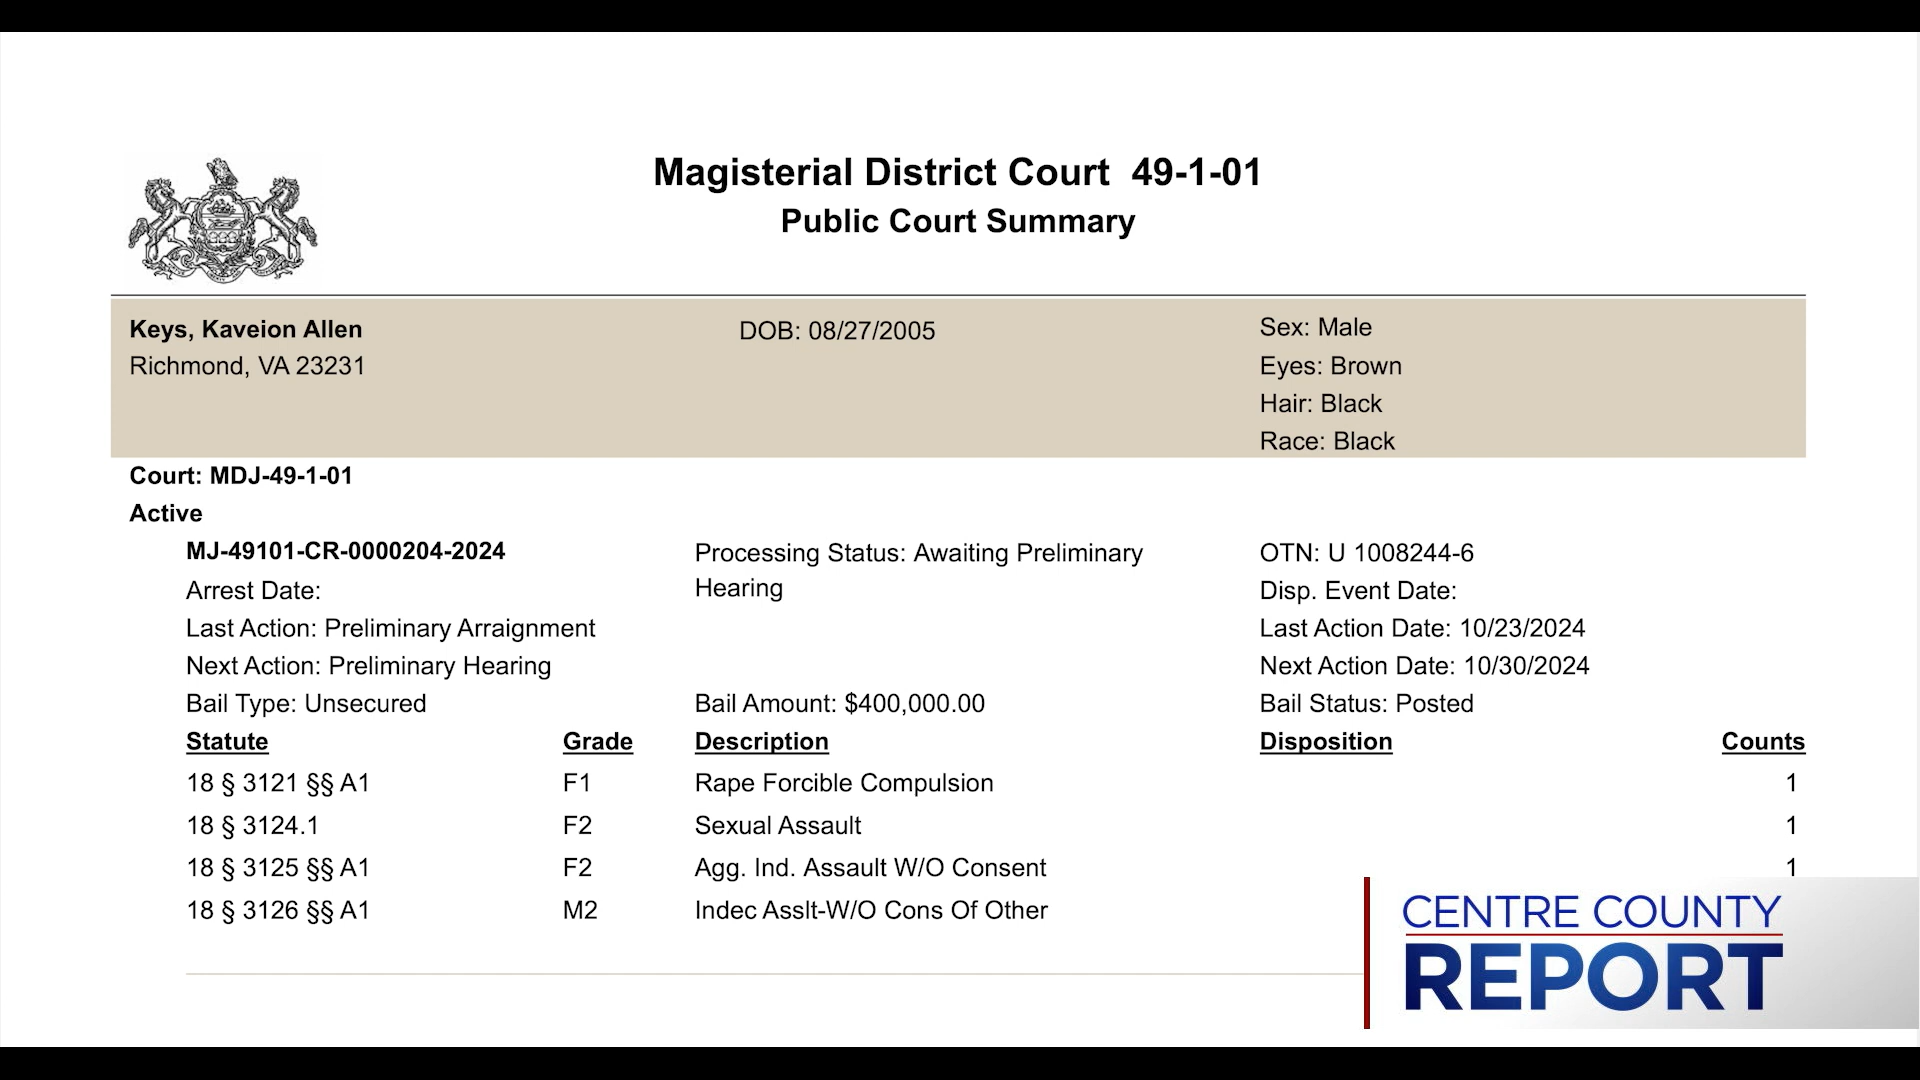 Magisterial District Court 49-1-01
Public Court Summary
Keys, Kaveion Allen
DOB: 08/27/2005
Sex: Male
Richmond, VA 23231
Eyes: Brown
Hair: Black
Race: Black
Court: MDJ-49-1-01
Active
MJ-49101-CR-0000204-2024
Processing Status: Awaiting Preliminary
Hearing
OTN: U 1008244-6
Arrest Date:
Disp. Event Date:
Last Action: Preliminary Arraignment
Last Action Date: 10/23/2024
Next Action: Preliminary Hearing
Next Action Date: 10/30/2024
Bail Type: Unsecured
Bail Amount: $400,000.00
Bail Status: Posted
Statute Grade Description Disposition Counts
18 § 3121 §§ A1 F1 Rape Forcible Compulsion 1
18 § 3124.1 F2 Sexual Assault 1
18 § 3125 §§ A1 F2 Agg. Ind. Assault W/O Consent 1
18 § 3126 §§ A1 M2 Indec Asslt-W/O Cons Of Other
CENTRE COUNTY
REPORT